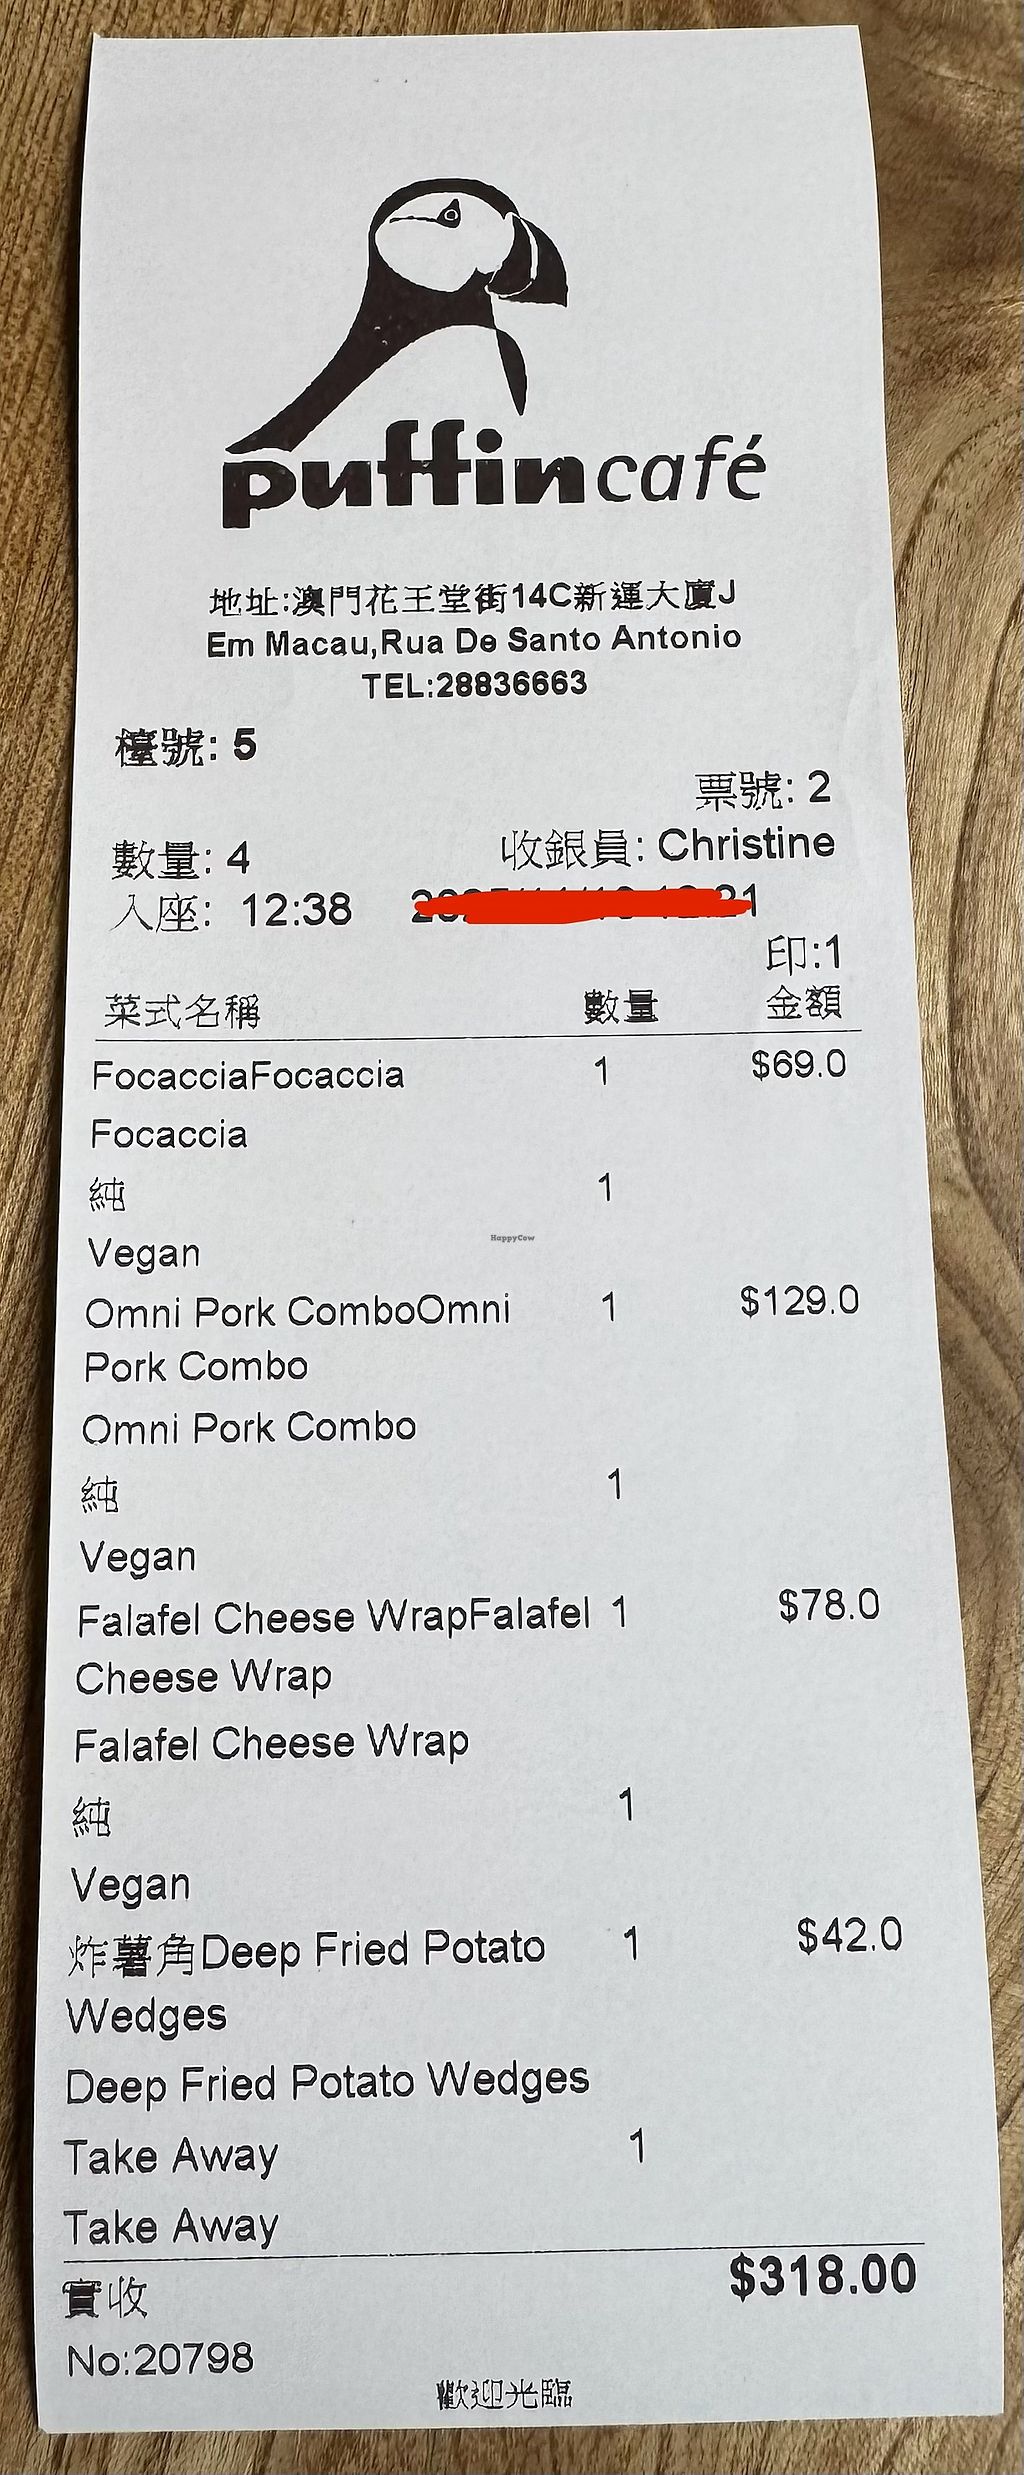 puffincafé
地址:澳門花王堂街14C新運大廈J
Em Macau,Rua De Santo Antonio
TEL:28836663
檯號: 5
票號: 2
數量: 4 收銀員: Christine
入座: 12:38
印:1
菜式名稱 數量 金額
FocacciaFocaccia 1 $69.0
Focaccia
純 1
Vegan
HappyCow
Omni Pork ComboOmni 1 $129.0
Pork Combo
Omni Pork Combo
純 1
Vegan
Falafel Cheese WrapFalafel 1 $78.0
Cheese Wrap
Falafel Cheese Wrap
純 1
Vegan
炸薯角Deep Fried Potato 1 $42.0
Wedges
Deep Fried Potato Wedges
Take Away 1
Take Away
實收 $318.00
No:20798
歡迎光臨